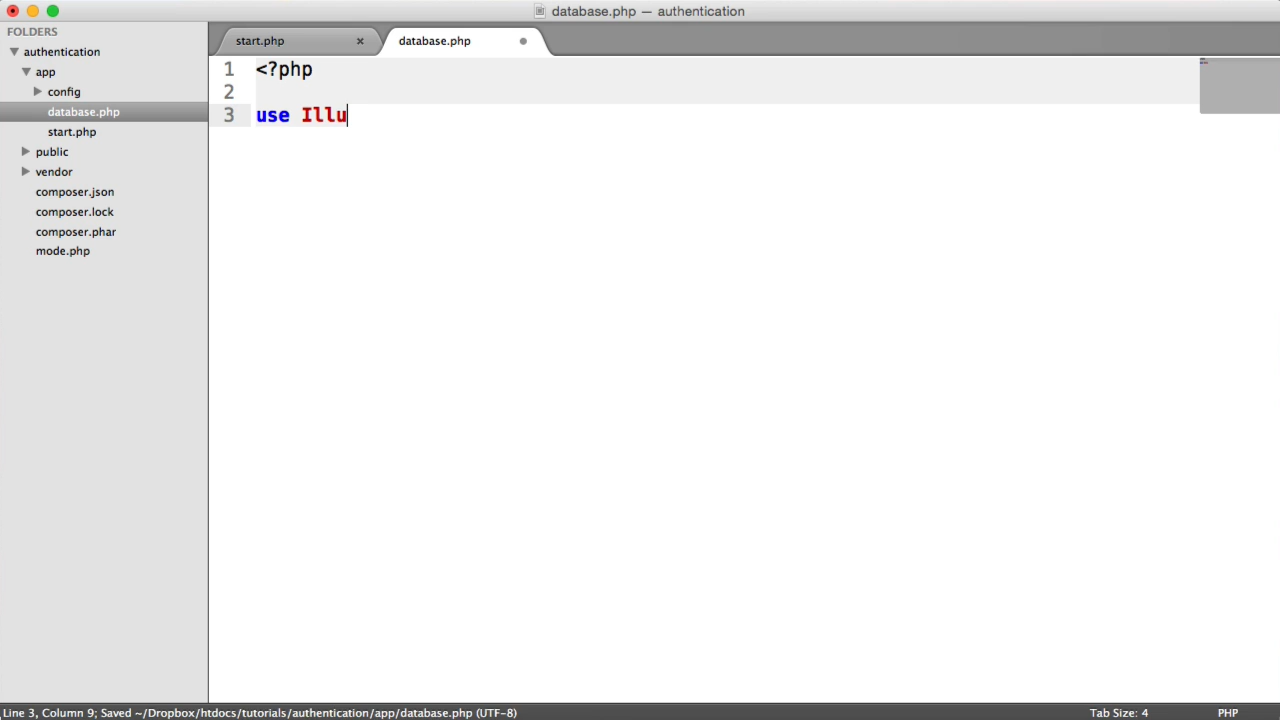 database.php — authentication
FOLDERS
authentication
app
config
database.php
start.php
public
vendor
composer.json
composer.lock
composer.phar
mode.php
start.php
database.php
1 <?php
2
3 use Illu
Line 3, Column 9; Saved ~/Dropbox/htdocs/tutorials/authentication/app/database.php (UTF-8)
Tab Size: 4
PHP